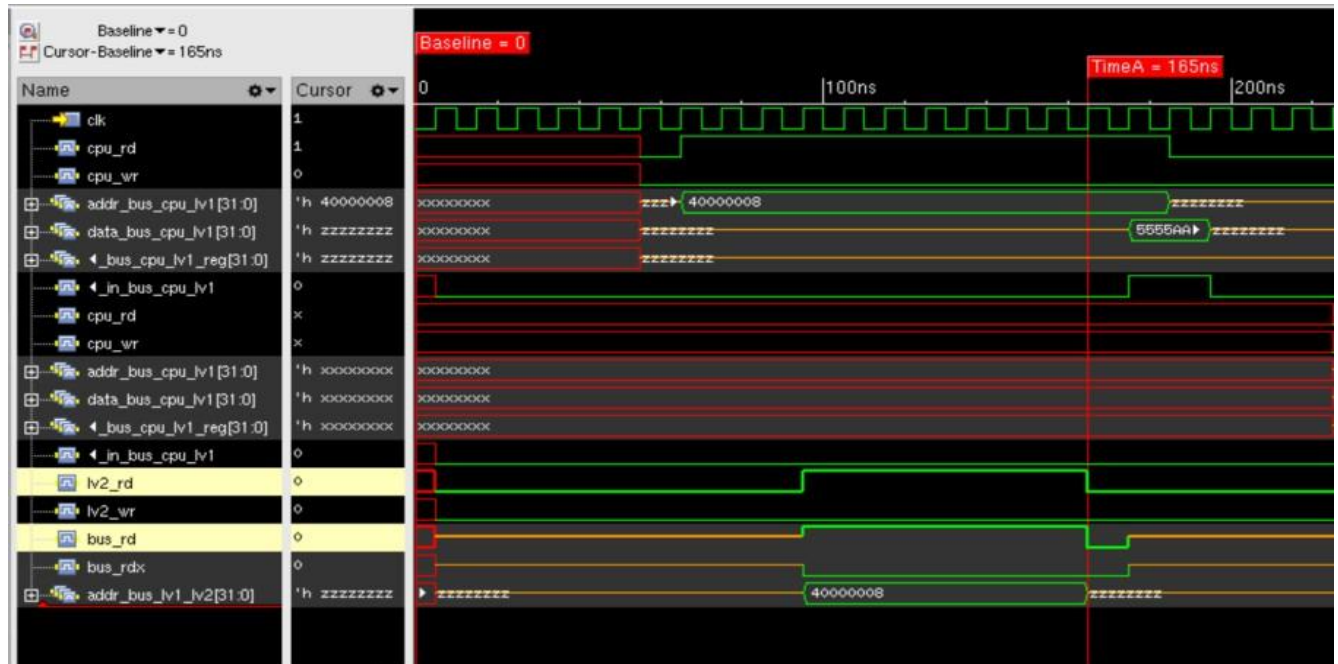 Baseline▼= 0
Cursor-Baseline▼= 165ns
Baseline = 0
TimeA = 165ns
Name Cursor 0 |100ns |200ns
clk 1
cpu_rd 1
cpu_wr 0
addr_bus_cpu_lv1[31:0] 'h 40000008 xxxxxxxx zzz 40000008 zzzzzzzz
data_bus_cpu_lv1[31:0] 'h zzzzzzzz xxxxxxxx zzzzzzzz 5555AA zzzzzzzz
_bus_cpu_lv1_reg[31:0] 'h zzzzzzzz xxxxxxxx zzzzzzzz
_in_bus_cpu_lv1 0
cpu_rd x
cpu_wr x
addr_bus_cpu_lv1[31:0] 'h xxxxxxxx xxxxxxxx
data_bus_cpu_lv1[31:0] 'h xxxxxxxx xxxxxxxx
_bus_cpu_lv1_reg[31:0] 'h xxxxxxxx xxxxxxxx
_in_bus_cpu_lv1 0
lv2_rd 0
lv2_wr 0
bus_rd 0
bus_rdx 0
addr_bus_lv1_lv2[31:0] 'h zzzzzzzz zzzzzzzz 40000008 zzzzzzzz